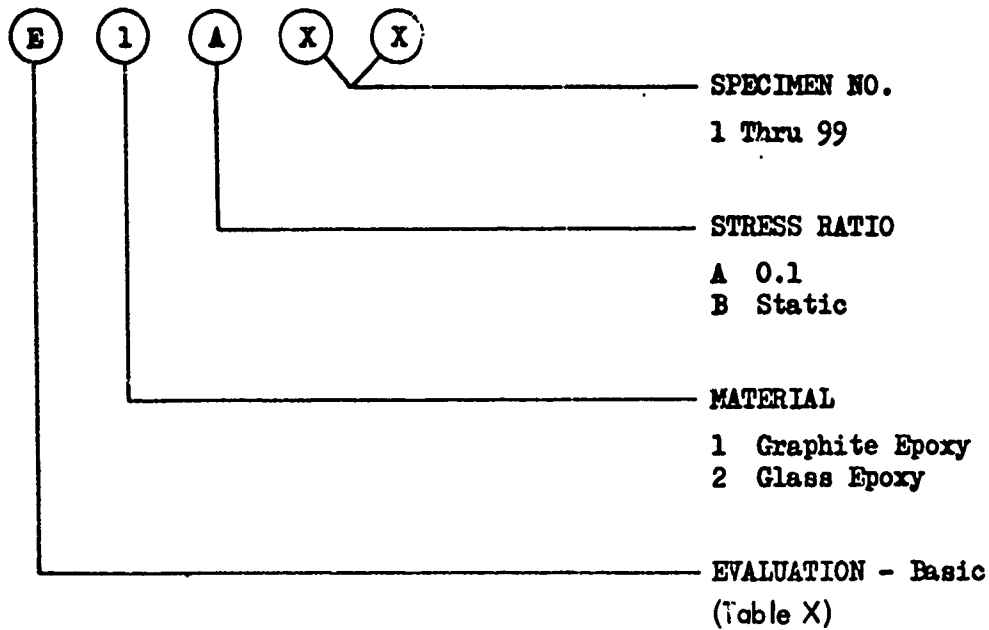 E 1 A X X
SPECIMEN NO.
1 Thru 99
STRESS RATIO
A 0.1
B Static
MATERIAL
1 Graphite Epoxy
2 Glass Epoxy
EVALUATION - Basic
(Table X)